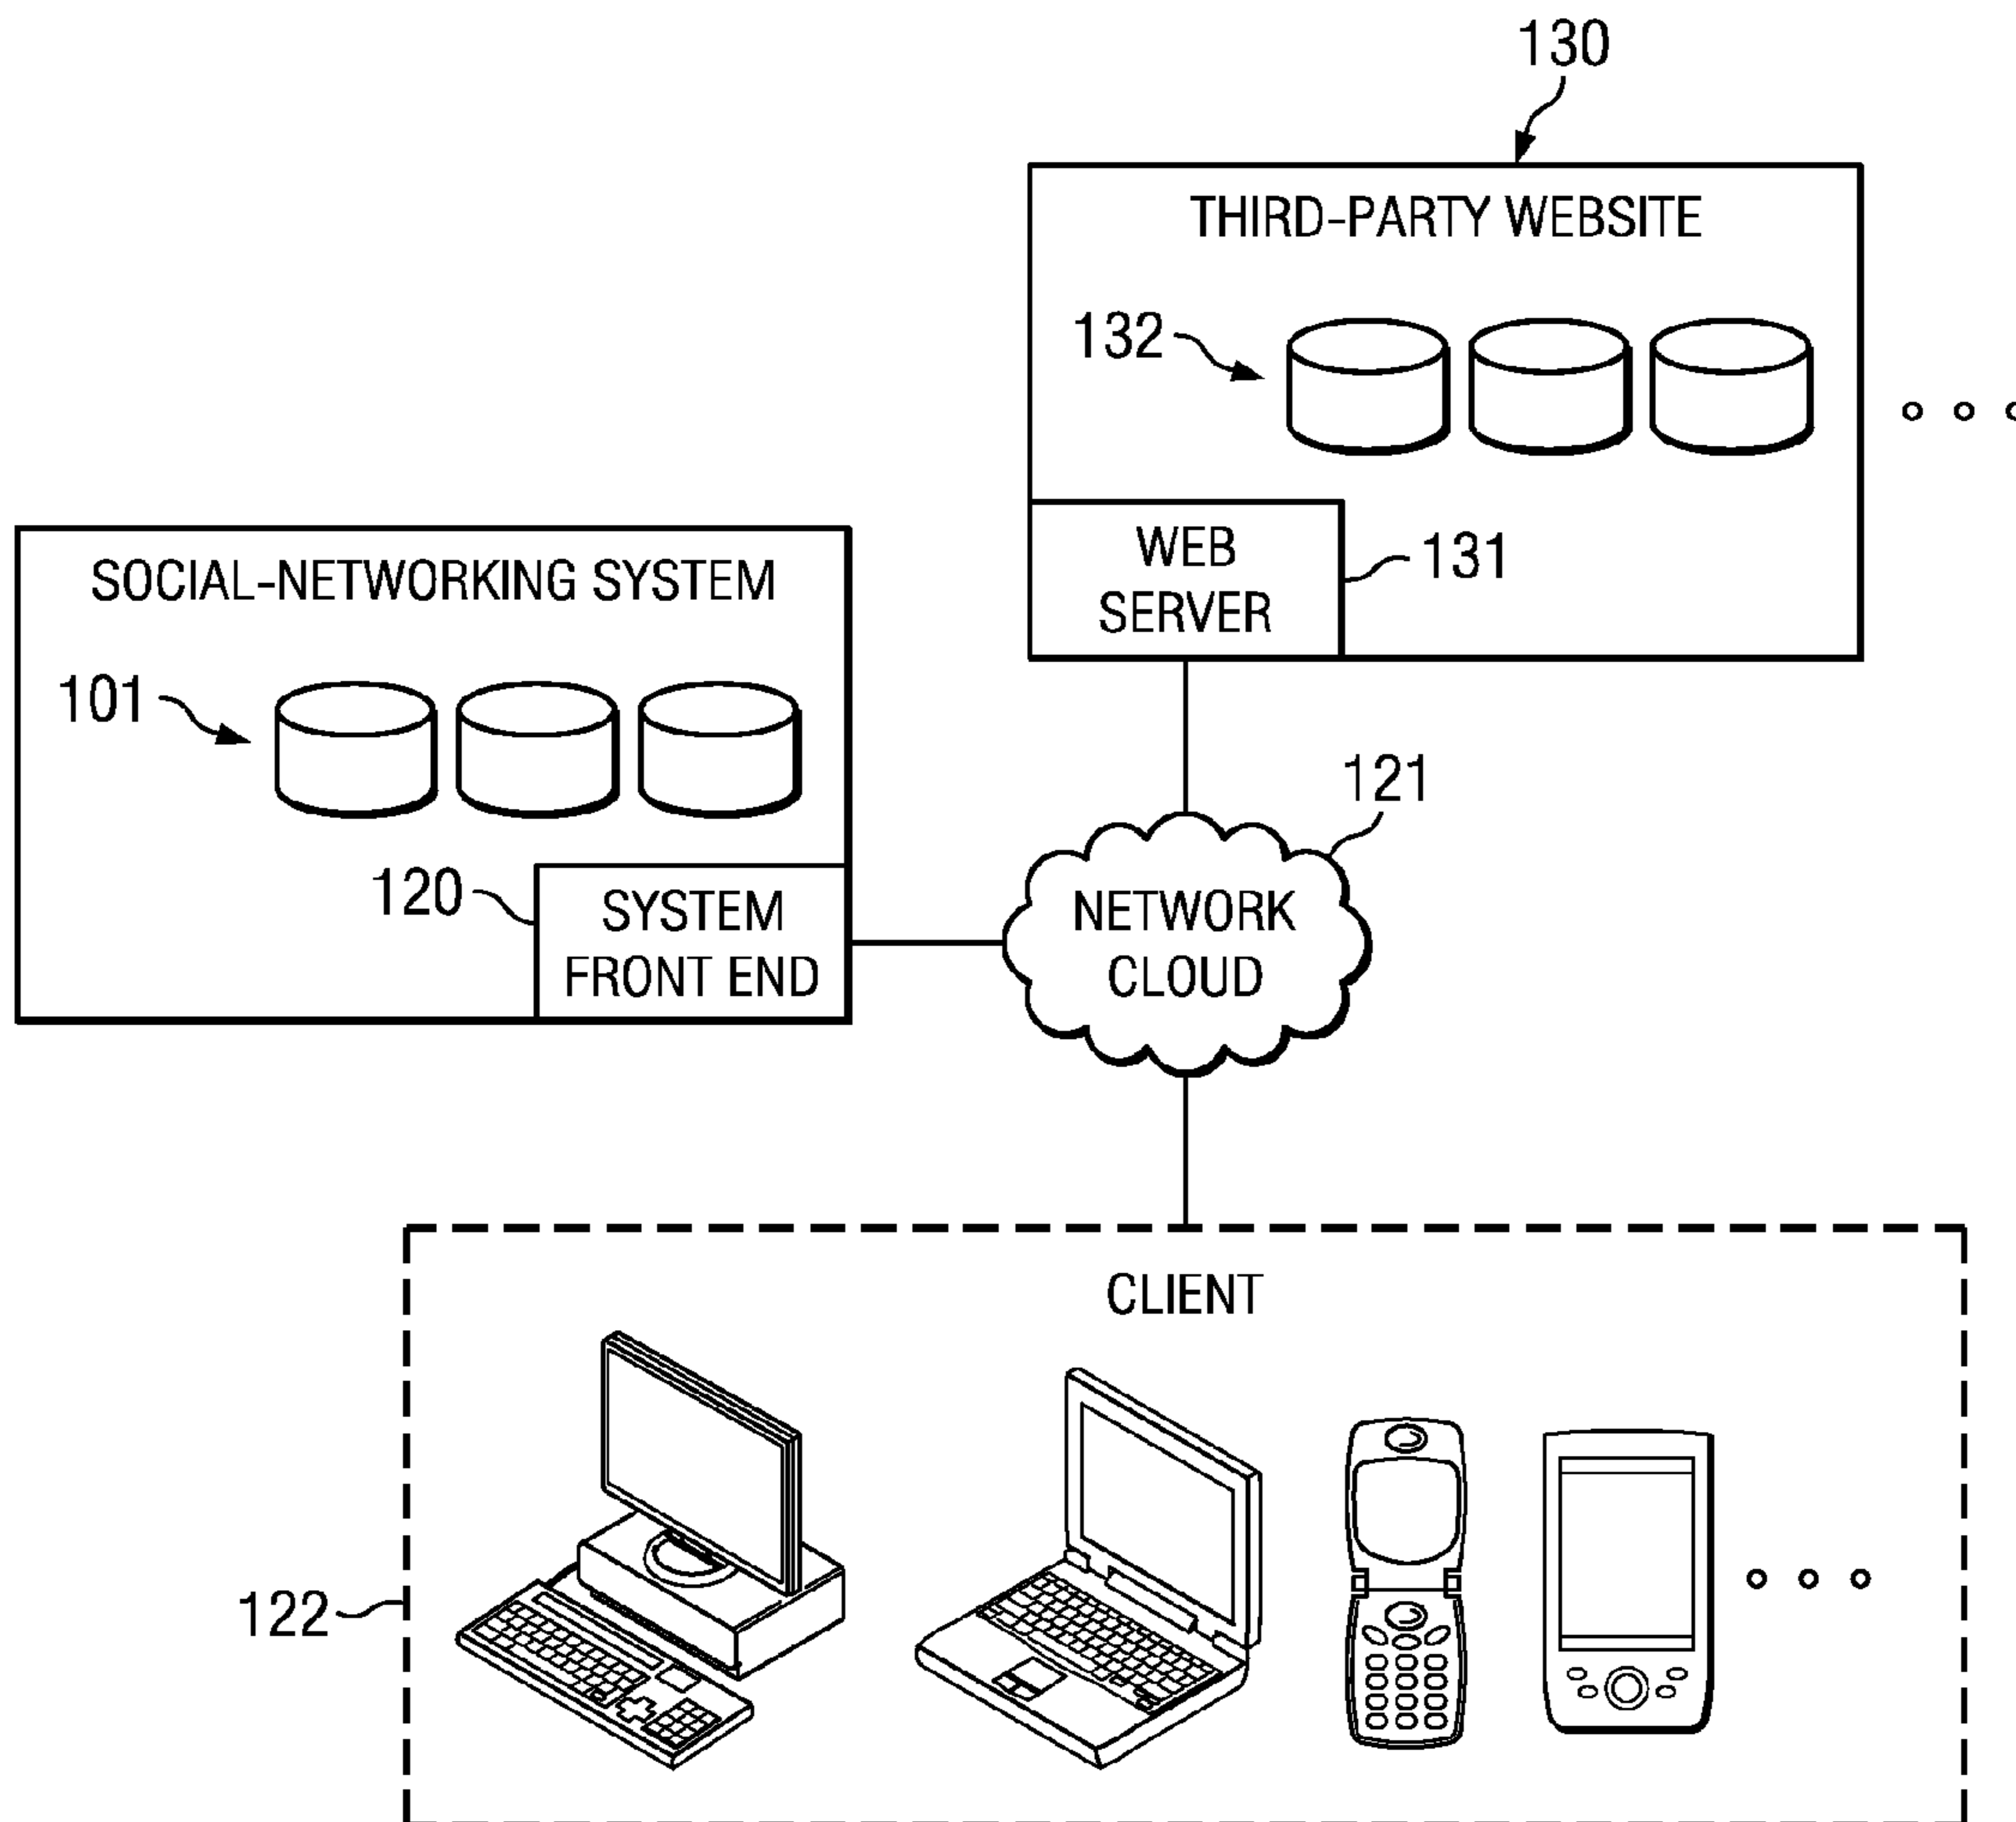 130
THIRD-PARTY WEBSITE
132
WEB
SERVER
131
SOCIAL-NETWORKING SYSTEM
101
120
SYSTEM
FRONT END
121
NETWORK
CLOUD
CLIENT
122